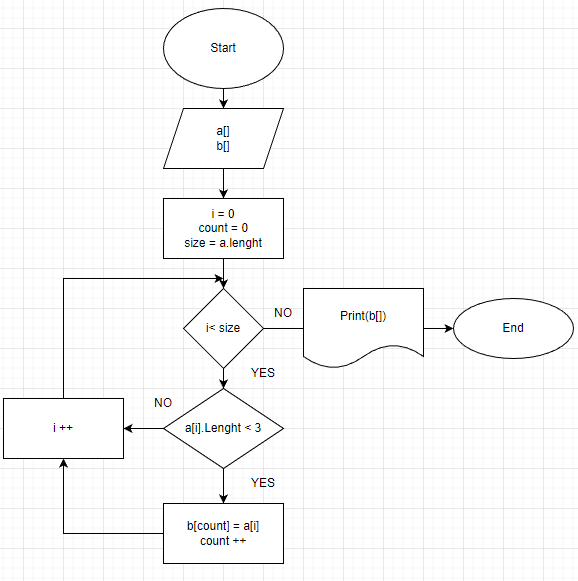 Start
a[]
b[]
i = 0
count = 0
size = a.lenght
i< size
NO
Print(b[])
End
YES
a[i].Lenght < 3
NO
i ++
YES
b[count] = a[i]
count ++